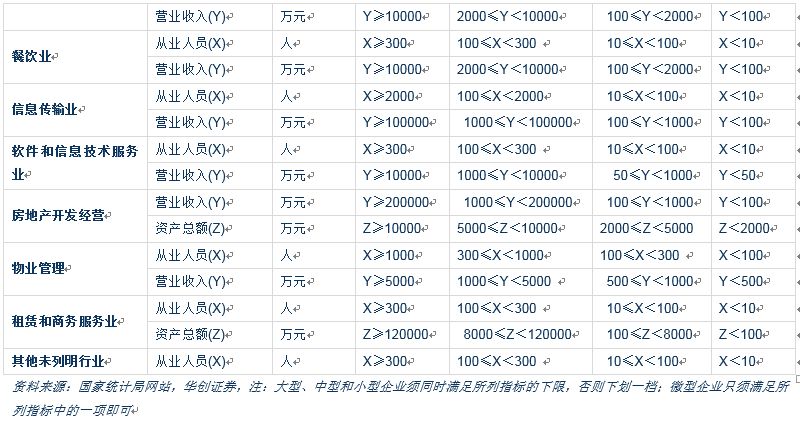 营业收入(Y) 万元 Y≥10000 2000≤Y＜10000 100≤Y＜2000 Y＜100
餐饮业 从业人员(X) 人 X≥300 100≤X＜300 10≤X＜100 X＜10
营业收入(Y) 万元 Y≥10000 2000≤Y＜10000 100≤Y＜2000 Y＜100
信息传输业 从业人员(X) 人 X≥2000 100≤X＜2000 10≤X＜100 X＜10
营业收入(Y) 万元 Y≥100000 1000≤Y＜100000 100≤Y＜1000 Y＜100
软件和信息技术服务业 从业人员(X) 人 X≥300 100≤X＜300 10≤X＜100 X＜10
营业收入(Y) 万元 Y≥10000 1000≤Y＜10000 50≤Y＜1000 Y＜50
房地产开发经营 营业收入(Y) 万元 Y≥200000 1000≤Y＜200000 100≤Y＜1000 Y＜100
资产总额(Z) 万元 Z≥10000 5000≤Z＜10000 2000≤Z＜5000 Z＜2000
物业管理 从业人员(X) 人 X≥1000 300≤X＜1000 100≤X＜300 X＜100
营业收入(Y) 万元 Y≥5000 1000≤Y＜5000 500≤Y＜1000 Y＜500
租赁和商务服务业 从业人员(X) 人 X≥300 100≤X＜300 10≤X＜100 X＜10
资产总额(Z) 万元 Z≥120000 8000≤Z＜120000 100≤Z＜8000 Z＜100
其他未列明行业 从业人员(X) 人 X≥300 100≤X＜300 10≤X＜100 X＜10
资料来源：国家统计局网站，华创证券，注：大型、中型和小型企业须同时满足所列指标的下限，否则下划一档；微型企业只须满足所
列指标中的一项即可